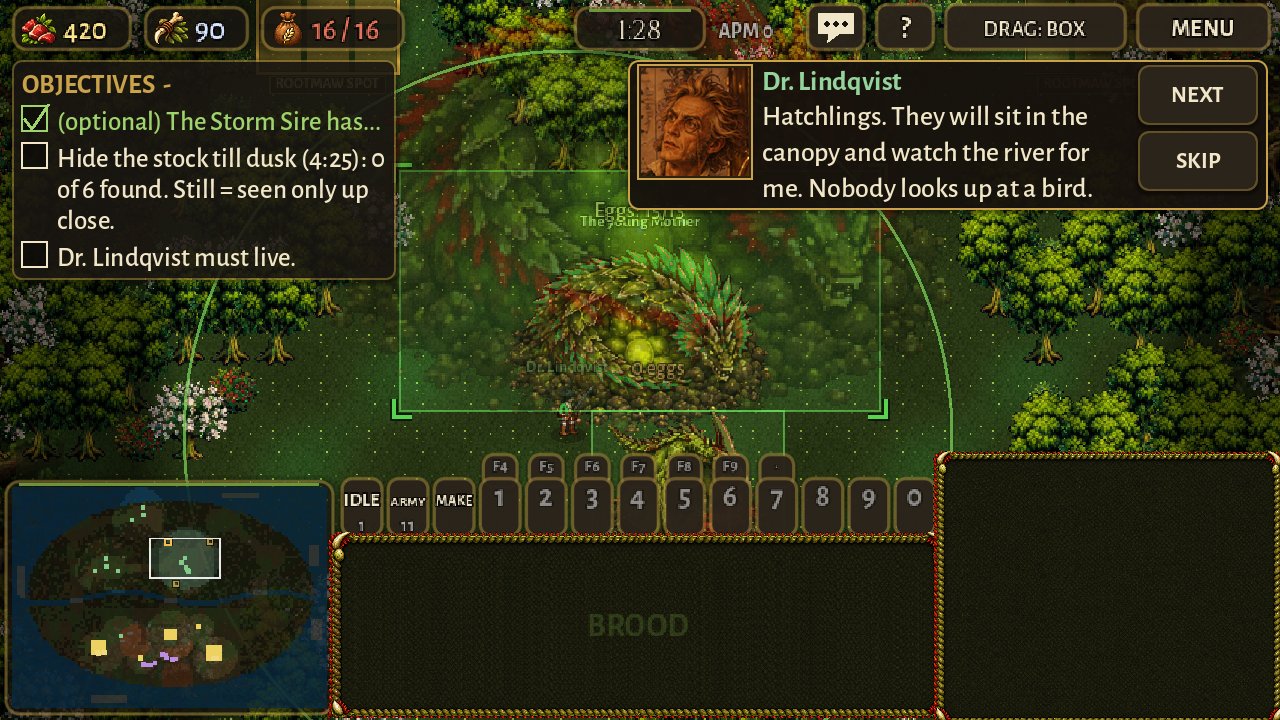 420
90
16 / 16
1:28
APM 0
?
DRAG: BOX
MENU
OBJECTIVES -
(optional) The Storm Sire has...
Hide the stock till dusk (4:25): 0
of 6 found. Still = seen only up
close.
Dr. Lindqvist must live.
ROOTMAW SPOT
Dr. Lindqvist
Hatchlings. They will sit in the
canopy and watch the river for
me. Nobody looks up at a bird.
NEXT
SKIP
The Young Mother
Dr. Lindqvist
0 eggs
F4 F5 F6 F7 F8 F9
IDLE 1
ARMY 11
MAKE
1 2 3 4 5 6 7 8 9 0
BROOD